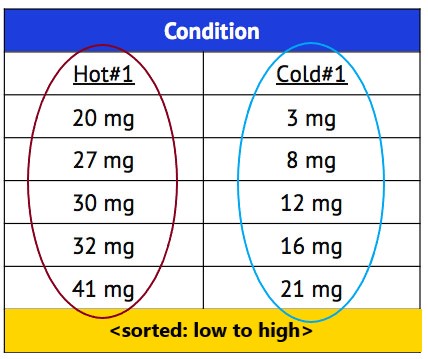 Condition
Hot#1 Cold#1
20 mg 3 mg
27 mg 8 mg
30 mg 12 mg
32 mg 16 mg
41 mg 21 mg
<sorted: low to high>